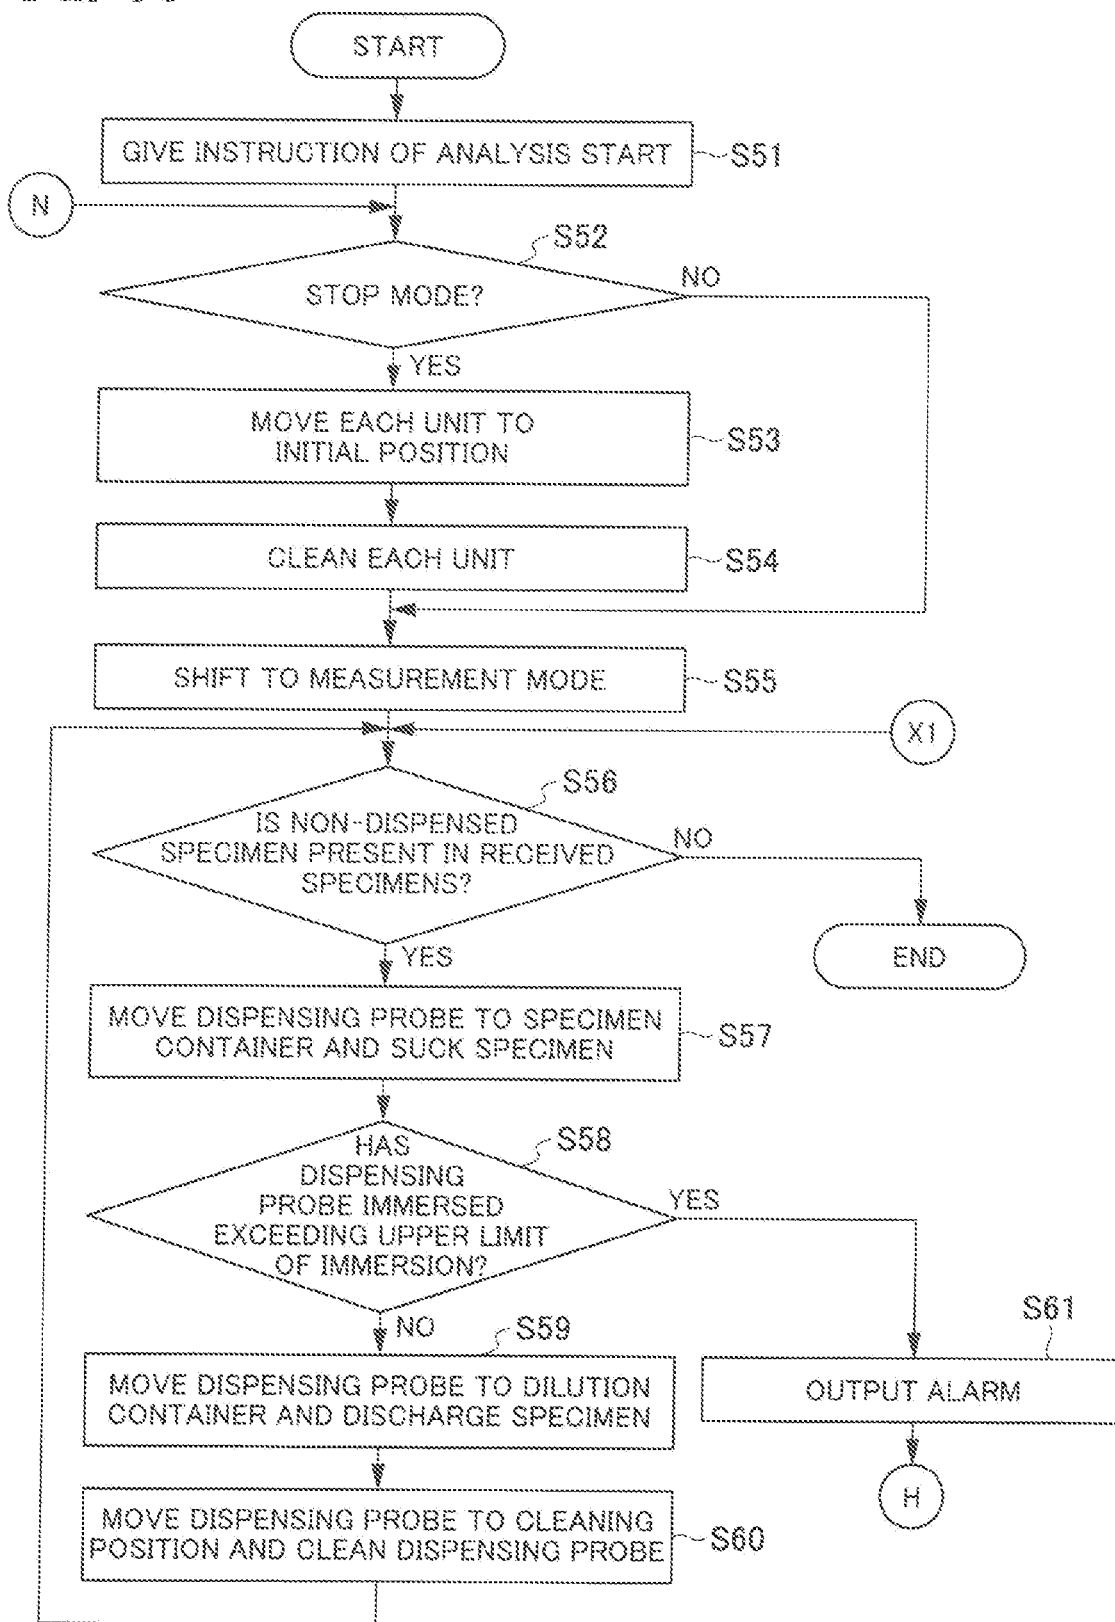 START
GIVE INSTRUCTION OF ANALYSIS START
S51
N
S52
STOP MODE?
NO
YES
MOVE EACH UNIT TO
INITIAL POSITION
S53
CLEAN EACH UNIT
S54
SHIFT TO MEASUREMENT MODE
S55
X1
S56
IS NON-DISPENSED
SPECIMEN PRESENT IN RECEIVED
SPECIMENS?
NO
YES
END
MOVE DISPENSING PROBE TO SPECIMEN
CONTAINER AND SUCK SPECIMEN
S57
S58
HAS
DISPENSING
PROBE IMMERSED
EXCEEDING UPPER LIMIT
OF IMMERSION?
YES
NO
S59
S61
MOVE DISPENSING PROBE TO DILUTION
CONTAINER AND DISCHARGE SPECIMEN
OUTPUT ALARM
H
MOVE DISPENSING PROBE TO CLEANING
POSITION AND CLEAN DISPENSING PROBE
S60